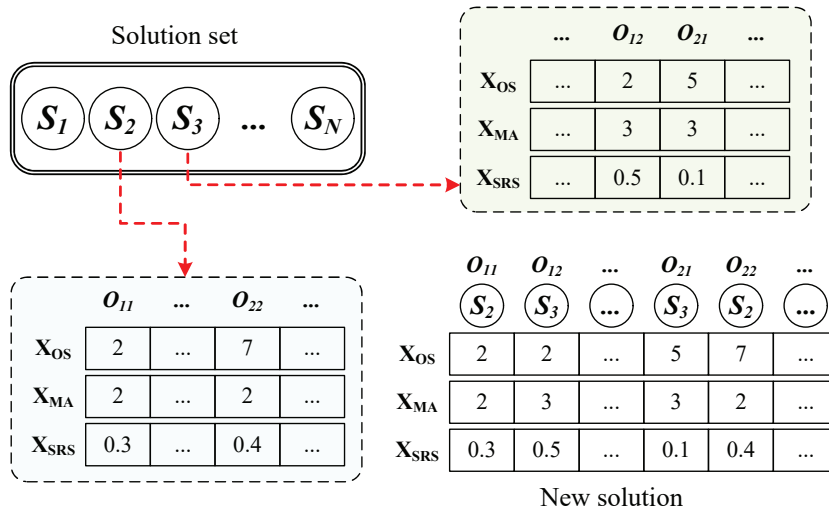 Solution set
S1 S2 S3 ... SN
... O12 O21 ...
XOS ... 2 5 ...
XMA ... 3 3 ...
XSRS ... 0.5 0.1 ...
O11 ... O22 ...
XOS 2 ... 7 ...
XMA 2 ... 2 ...
XSRS 0.3 ... 0.4 ...
O11 O12 ... O21 O22 ...
S2 S3 ... S3 S2 ...
XOS 2 2 ... 5 7 ...
XMA 2 3 ... 3 2 ...
XSRS 0.3 0.5 ... 0.1 0.4 ...
New solution